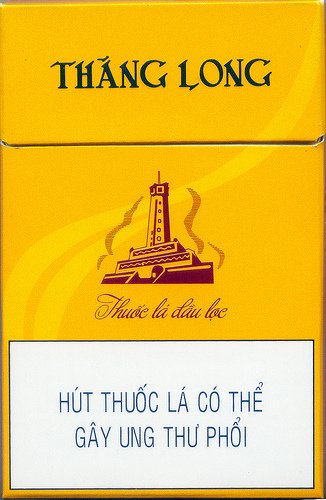 THĂNG LONG
Thuốc lá đầu lọc
HÚT THUỐC LÁ CÓ THỂ
GÂY UNG THƯ PHỔI